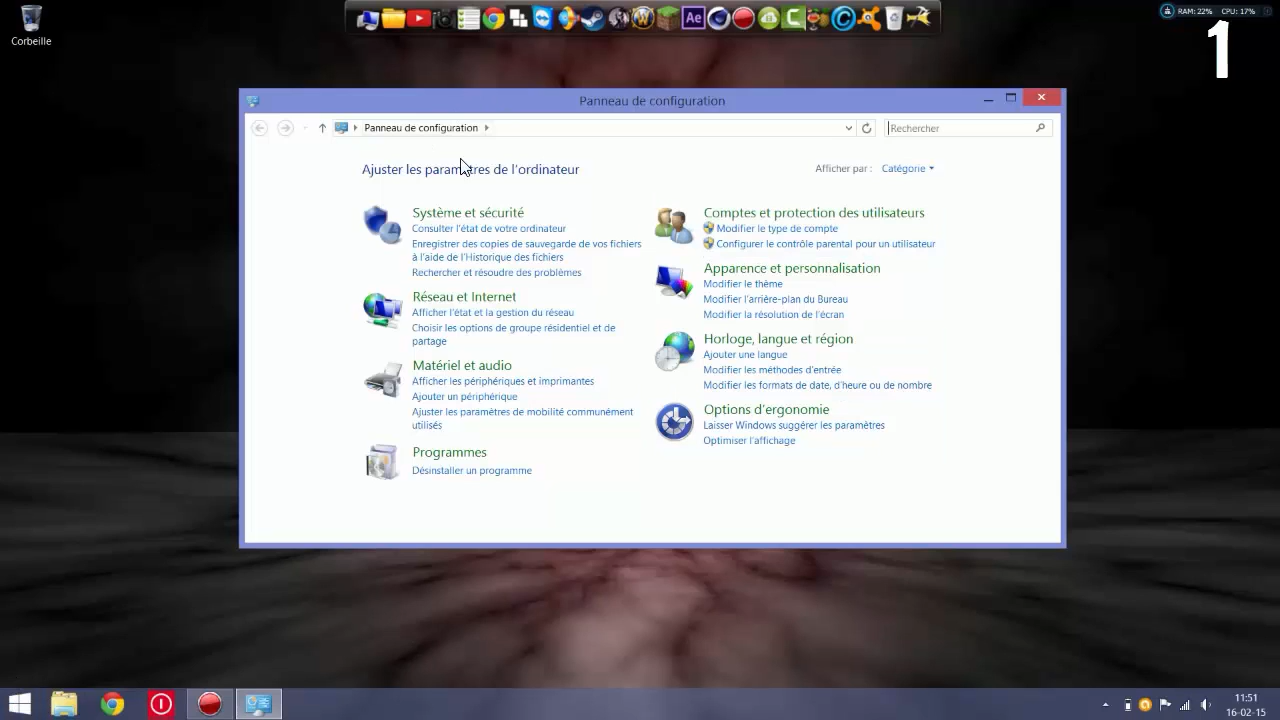 Corbeille
Ae
RAM: 22% CPU: 17%
1
Panneau de configuration
Panneau de configuration
Rechercher
Ajuster les paramètres de l'ordinateur
Afficher par : Catégorie
Système et sécurité
Consulter l'état de votre ordinateur
Enregistrer des copies de sauvegarde de vos fichiers
à l'aide de l'Historique des fichiers
Rechercher et résoudre des problèmes
Réseau et Internet
Afficher l'état et la gestion du réseau
Choisir les options de groupe résidentiel et de
partage
Matériel et audio
Afficher les périphériques et imprimantes
Ajouter un périphérique
Ajuster les paramètres de mobilité communément
utilisés
Programmes
Désinstaller un programme
Comptes et protection des utilisateurs
Modifier le type de compte
Configurer le contrôle parental pour un utilisateur
Apparence et personnalisation
Modifier le thème
Modifier l'arrière-plan du Bureau
Modifier la résolution de l'écran
Horloge, langue et région
Ajouter une langue
Modifier les méthodes d'entrée
Modifier les formats de date, d'heure ou de nombre
Options d'ergonomie
Laisser Windows suggérer les paramètres
Optimiser l'affichage
11:51
16-02-15